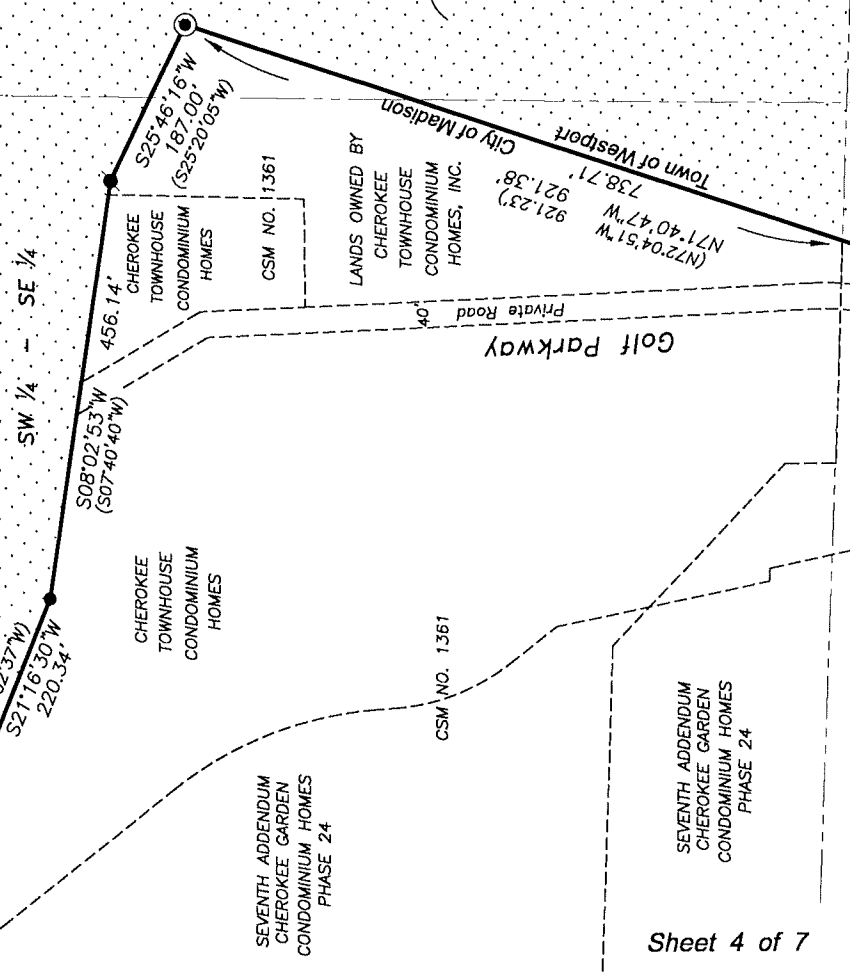 S25°46'16"W
187.00'
(S25°20'05"W)
City of Madison
Town of Westport
738.71'
921.38'
921.23')
N71°40'47"W
(N72°04'51"W
LANDS OWNED BY
CHEROKEE
TOWNHOUSE
CONDOMINIUM
HOMES, INC.
CHEROKEE
TOWNHOUSE
CONDOMINIUM
HOMES
CSM NO. 1361
SW 1/4 - SE 1/4
456.14'
S08°02'53"W
(S07°40'40"W)
40'
Private Road
Golf Parkway
CHEROKEE
TOWNHOUSE
CONDOMINIUM
HOMES
2'37"W)
S21°16'30"W
220.34'
CSM NO. 1361
SEVENTH ADDENDUM
CHEROKEE GARDEN
CONDOMINIUM HOMES
PHASE 24
SEVENTH ADDENDUM
CHEROKEE GARDEN
CONDOMINIUM HOMES
PHASE 24
Sheet 4 of 7